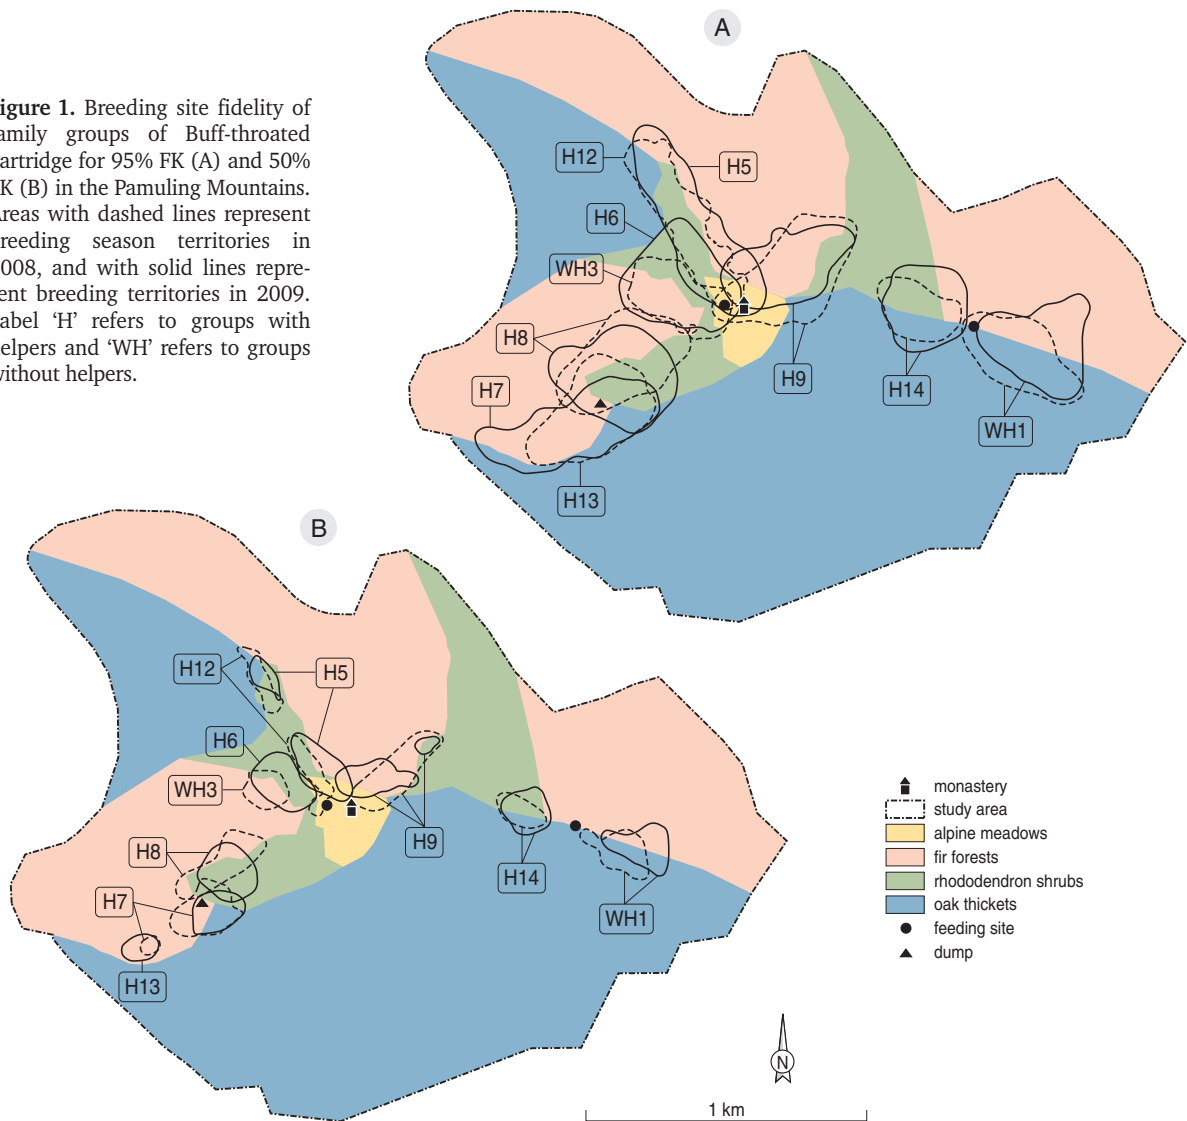 igure 1. Breeding site fidelity of
amily groups of Buff-throated
artridge for 95% FK (A) and 50%
K (B) in the Pamuling Mountains.
Areas with dashed lines represent
reeding season territories in
008, and with solid lines repre-
ent breeding territories in 2009.
abel ‘H’ refers to groups with
elpers and ‘WH’ refers to groups
without helpers.
A
H12
H5
H6
WH3
H8
H7
H9
H14
WH1
H13
B
H12
H5
H6
WH3
H8
H9
H14
H7
WH1
H13
monastery
study area
alpine meadows
fir forests
rhododendron shrubs
oak thickets
feeding site
dump
N
1 km